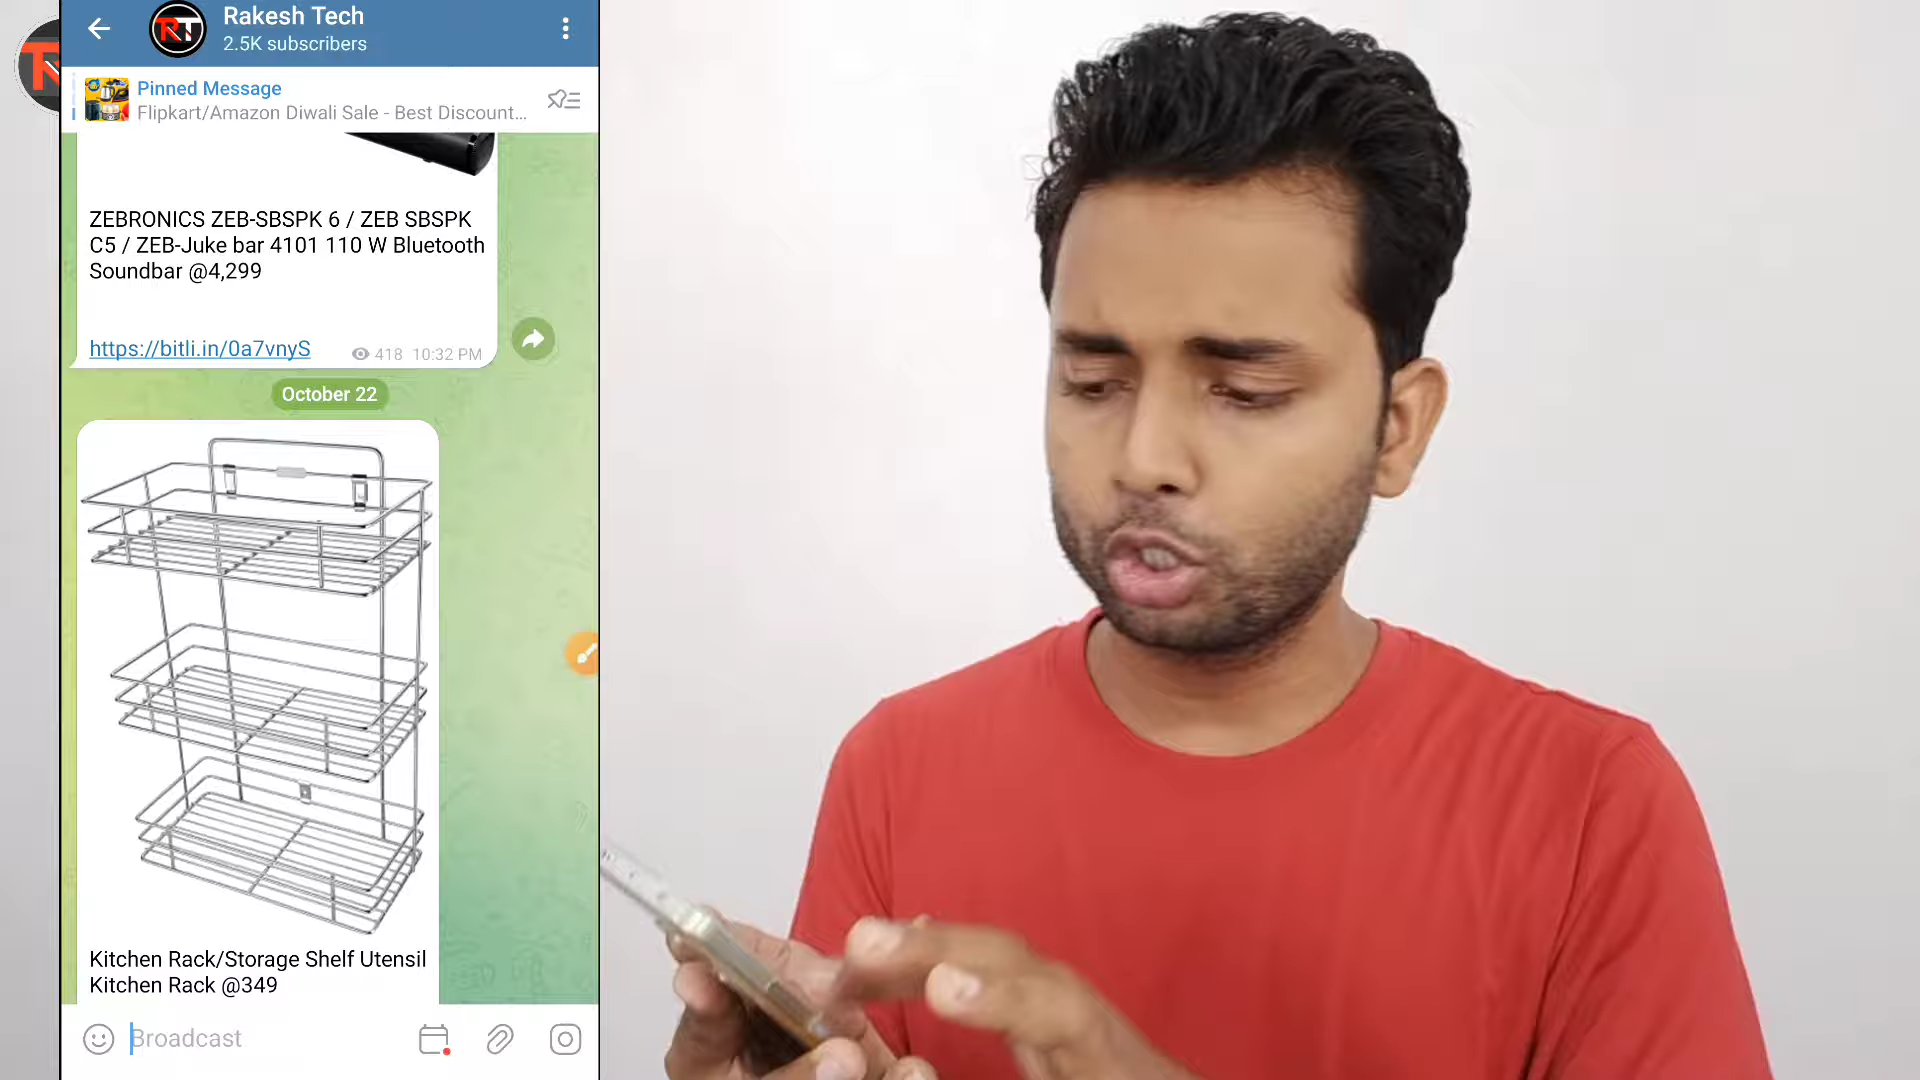 Rakesh Tech
RT
2.5K subscribers
Pinned Message
Flipkart/Amazon Diwali Sale - Best Discount...
ZEBRONICS ZEB-SBSPK 6 / ZEB SBSPK
C5 / ZEB-Juke bar 4101 110 W Bluetooth
Soundbar @4,299
https://bitli.in/0a7vnyS
418 10:32 PM
October 22
Kitchen Rack/Storage Shelf Utensil
Kitchen Rack @349
Broadcast